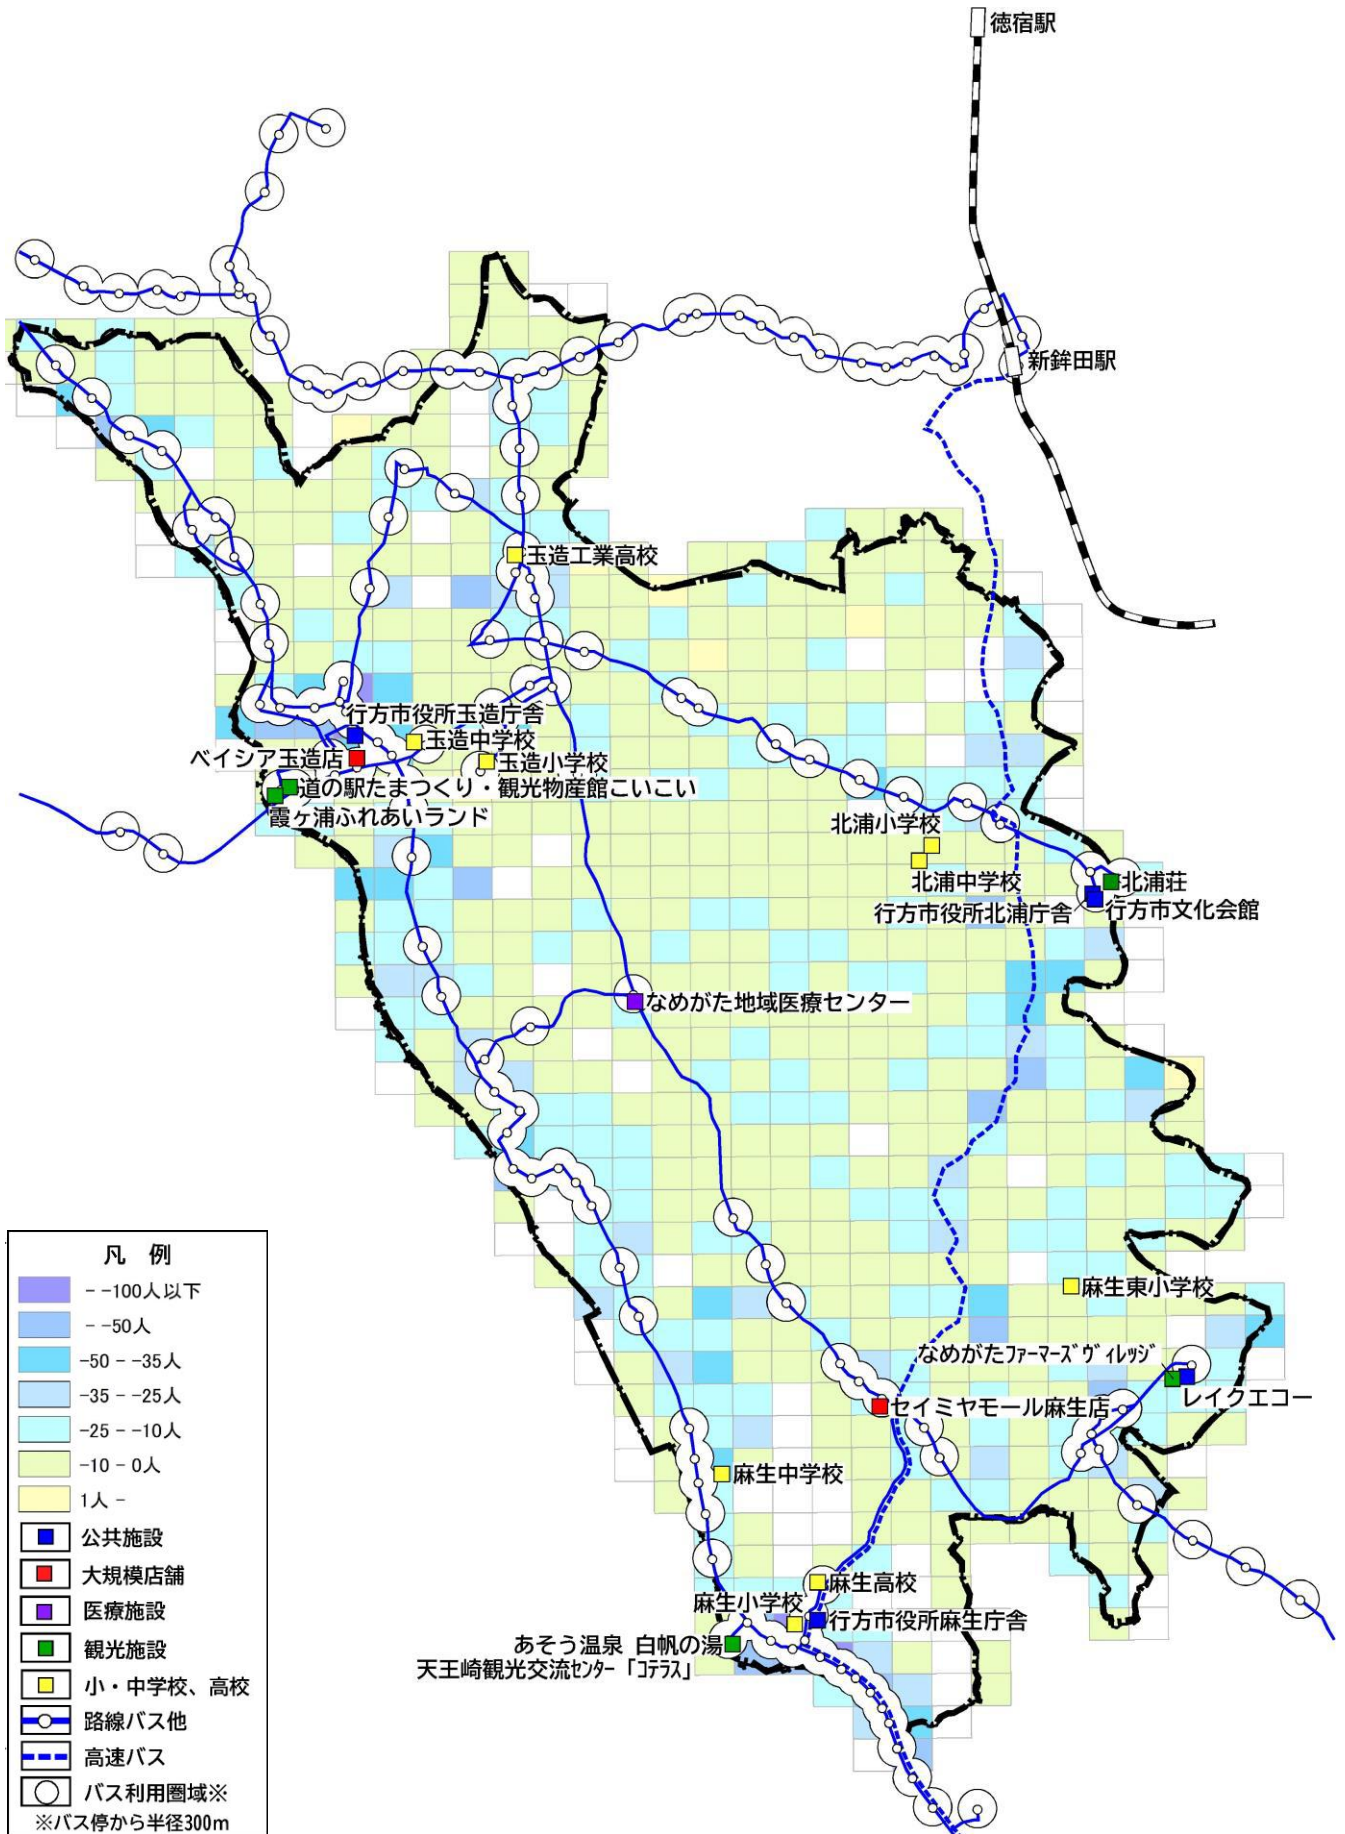 徳宿駅
新鉾田駅
玉造工業高校
行方市役所玉造庁舎
玉造中学校
ベイシア玉造店
玉造小学校
道の駅たまつくり・観光物産館こいこい
霞ヶ浦ふれあいランド
北浦小学校
北浦中学校
北浦荘
行方市役所北浦庁舎
行方市文化会館
なめがた地域医療センター
麻生東小学校
なめがたファーマーズヴィレッジ
レイクエコー
セイミヤモール麻生店
麻生中学校
麻生高校
麻生小学校
行方市役所麻生庁舎
あそう温泉 白帆の湯
天王崎観光交流センター「コテラス」
凡 例
- -100人以下
- -50人
-50 - -35人
-35 - -25人
-25 - -10人
-10 - 0人
1人 -
公共施設
大規模店舗
医療施設
観光施設
小・中学校、高校
路線バス他
高速バス
バス利用圏域※
※バス停から半径300m